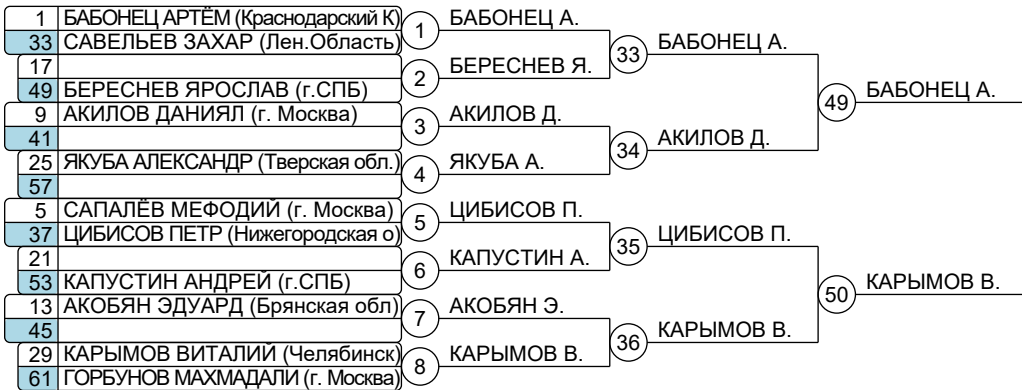 1 БАБОНЕЦ АРТЁМ (Краснодарский К)
33 САВЕЛЬЕВ ЗАХАР (Лен.Область)
17
49 БЕРЕСНЕВ ЯРОСЛАВ (г.СПБ)
9 АКИЛОВ ДАНИЯЛ (г. Москва)
41
25 ЯКУБА АЛЕКСАНДР (Тверская обл.)
57
5 САПАЛЁВ МЕФОДИЙ (г. Москва)
37 ЦИБИСОВ ПЕТР (Нижегородская о)
21
53 КАПУСТИН АНДРЕЙ (г.СПБ)
13 АКОБЯН ЭДУАРД (Брянская обл)
45
29 КАРЫМОВ ВИТАЛИЙ (Челябинск)
61 ГОРБУНОВ МАХМАДАЛИ (г. Москва)
1 БАБОНЕЦ А.
2 БЕРЕСНЕВ Я.
3 АКИЛОВ Д.
4 ЯКУБА А.
5 ЦИБИСОВ П.
6 КАПУСТИН А.
7 АКОБЯН Э.
8 КАРЫМОВ В.
33 БАБОНЕЦ А.
34 АКИЛОВ Д.
35 ЦИБИСОВ П.
36 КАРЫМОВ В.
49 БАБОНЕЦ А.
50 КАРЫМОВ В.